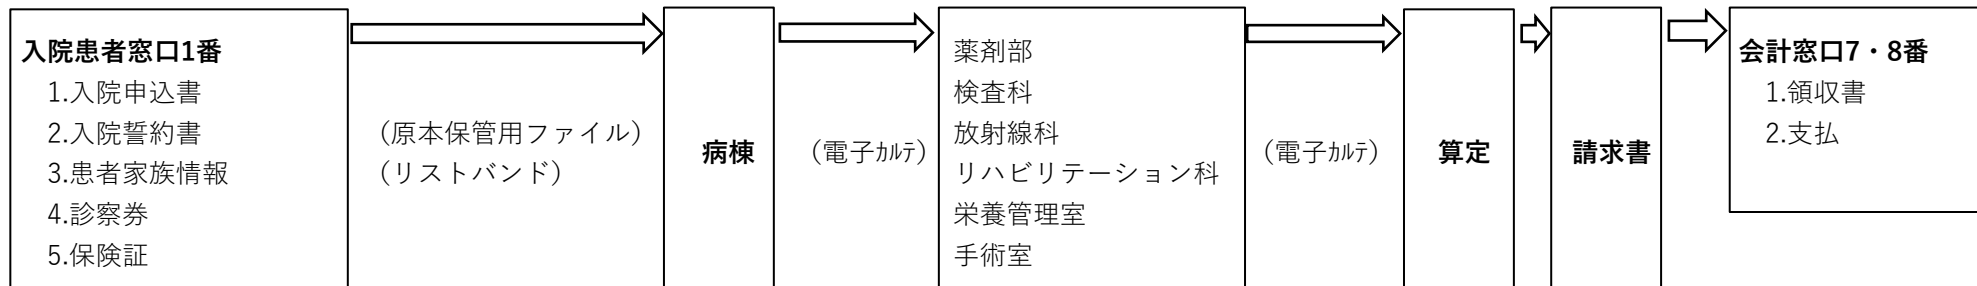 入院患者窓口1番
1.入院申込書
2.入院誓約書
3.患者家族情報
4.診察券
5.保険証
（原本保管用ファイル）
（リストバンド）
病棟
（電子ｶﾙﾃ）
薬剤部
検査科
放射線科
リハビリテーション科
栄養管理室
手術室
（電子ｶﾙﾃ）
算定
請求書
会計窓口7・8番
1.領収書
2.支払